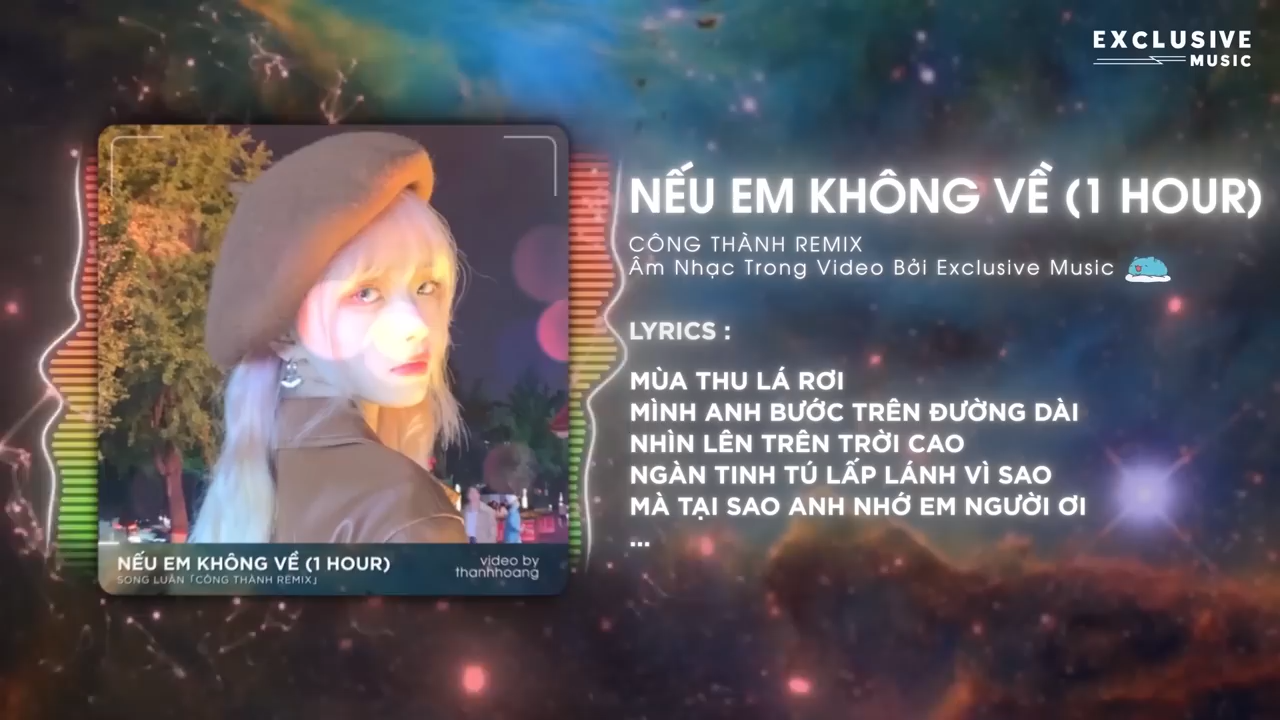 EXCLUSIVE
MUSIC
NẾU EM KHÔNG VỀ (1 HOUR)
CÔNG THÀNH REMIX
Âm Nhạc Trong Video Bởi Exclusive Music
LYRICS :
MÙA THU LÁ RƠI
MÌNH ANH BƯỚC TRÊN ĐƯỜNG DÀI
NHÌN LÊN TRÊN TRỜI CAO
NGÀN TINH TÚ LẤP LÁNH VÌ SAO
MÀ TẠI SAO ANH NHỚ EM NGƯỜI ƠI
...
NẾU EM KHÔNG VỀ (1 HOUR)
SONG LUÂN「CÔNG THÀNH REMIX」
video by
thanhhoang